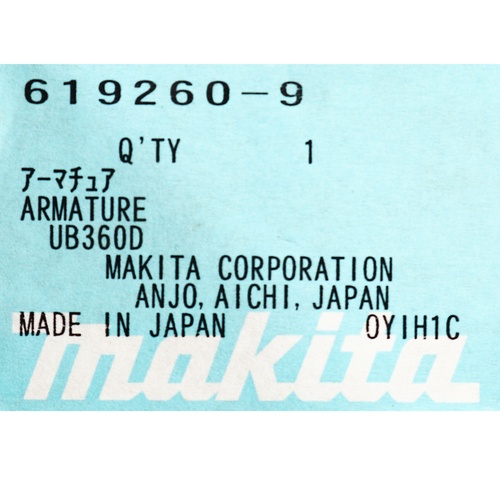 619260-9
Q'TY 1
ｱｰﾏﾁｭｱ
ARMATURE
UB360D
MAKITA CORPORATION
ANJO, AICHI, JAPAN
MADE IN JAPAN OYIH1C
makita